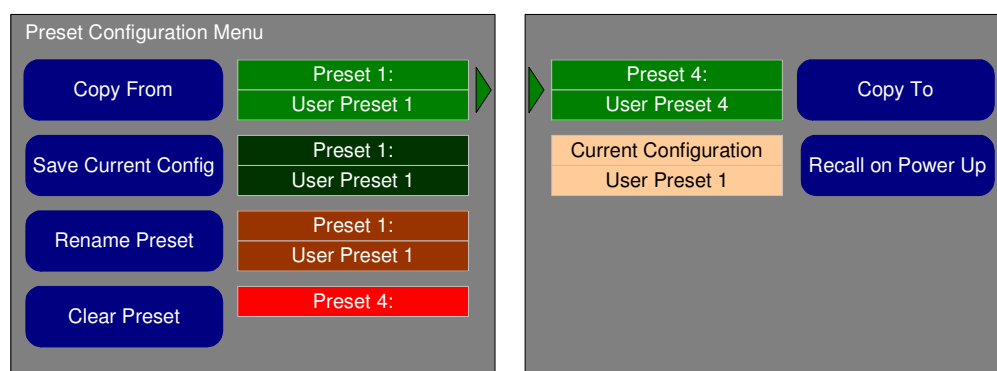 Preset Configuration Menu
Copy From
Preset 1:
User Preset 1
Save Current Config
Preset 1:
User Preset 1
Rename Preset
Preset 1:
User Preset 1
Clear Preset
Preset 4:
Preset 4:
User Preset 4
Copy To
Current Configuration
User Preset 1
Recall on Power Up